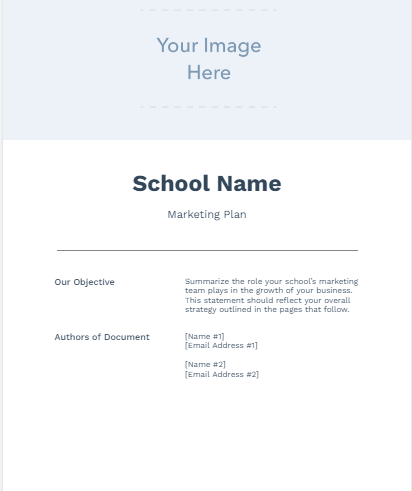 Your Image
Here
School Name
Marketing Plan
Our Objective
Summarize the role your school's marketing
team plays in the growth of your business.
This statement should reflect your overall
strategy outlined in the pages that follow.
Authors of Document
[Name #1]
[Email Address #1]
[Name #2]
[Email Address #2]